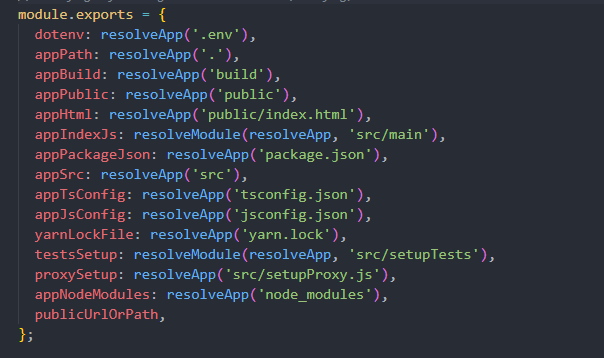 module.exports = {
  dotenv: resolveApp('.env'),
  appPath: resolveApp('.'),
  appBuild: resolveApp('build'),
  appPublic: resolveApp('public'),
  appHtml: resolveApp('public/index.html'),
  appIndexJs: resolveModule(resolveApp, 'src/main'),
  appPackageJson: resolveApp('package.json'),
  appSrc: resolveApp('src'),
  appTsConfig: resolveApp('tsconfig.json'),
  appJsConfig: resolveApp('jsconfig.json'),
  yarnLockFile: resolveApp('yarn.lock'),
  testsSetup: resolveModule(resolveApp, 'src/setupTests'),
  proxySetup: resolveApp('src/setupProxy.js'),
  appNodeModules: resolveApp('node_modules'),
  publicUrlOrPath,
};